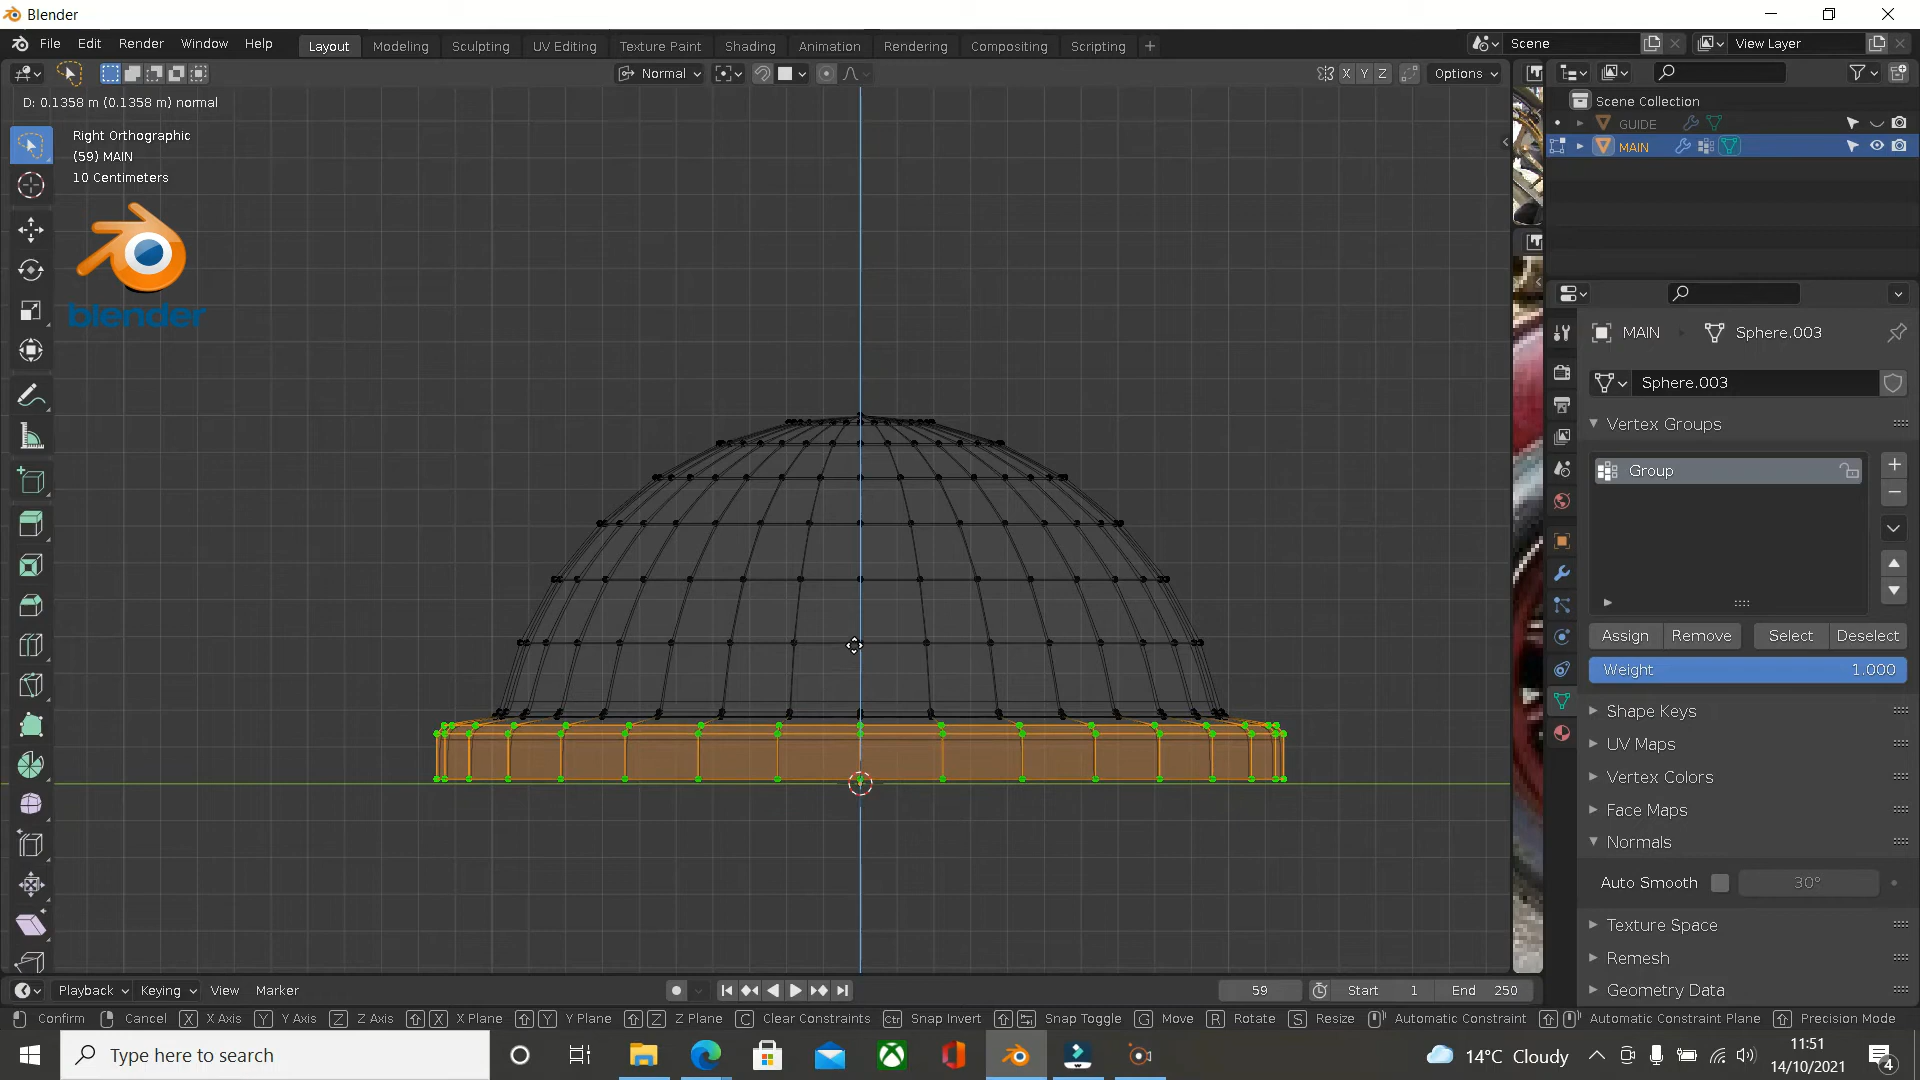 Blender
File Edit Render Window Help Layout Modeling Sculpting UV Editing Texture Paint Shading Animation Rendering Compositing Scripting + Scene View Layer
Normal X Y Z Options
D: 0.1358 m (0.1358 m) normal
Scene Collection
Right Orthographic
(59) MAIN
10 Centimeters
GUIDE
MAIN
blender
MAIN Sphere.003
Sphere.003
Vertex Groups
Group
Assign Remove Select Deselect
Weight 1.000
Shape Keys
UV Maps
Vertex Colors
Face Maps
Normals
Auto Smooth 30°
Texture Space
Remesh
Geometry Data
Playback Keying View Marker 59 Start 1 End 250
Confirm Cancel X X Axis Y Y Axis Z Z Axis X X Plane Y Y Plane Z Z Plane C Clear Constraints Ctrl Snap Invert Snap Toggle G Move R Rotate S Resize Automatic Constraint Automatic Constraint Plane Precision Mode
Type here to search
14°C Cloudy
11:51
14/10/2021
4